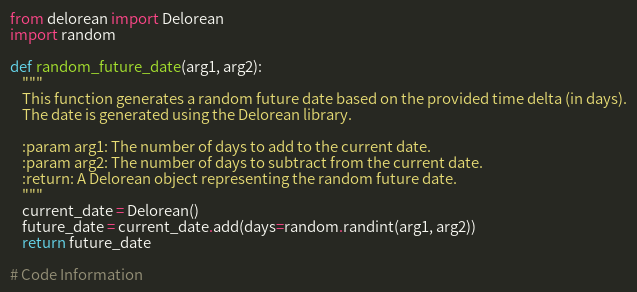 from delorean import Delorean
import random

def random_future_date(arg1, arg2):
    """
    This function generates a random future date based on the provided time delta (in days).
    The date is generated using the Delorean library.

    :param arg1: The number of days to add to the current date.
    :param arg2: The number of days to subtract from the current date.
    :return: A Delorean object representing the random future date.
    """
    current_date = Delorean()
    future_date = current_date.add(days=random.randint(arg1, arg2))
    return future_date

# Code Information